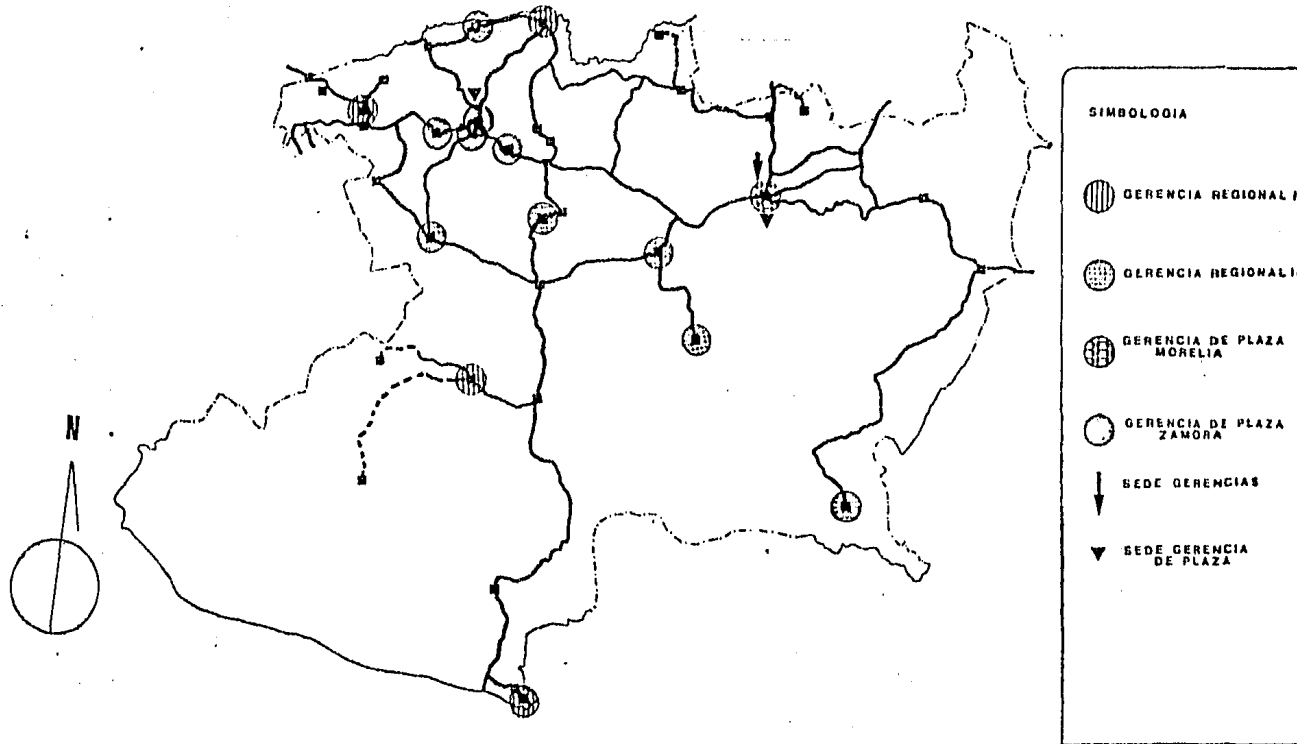 SIMBOLOGIA
GERENCIA REGIONAL
GERENCIA REGIONAL
GERENCIA DE PLAZA
MORELIA
GERENCIA DE PLAZA
ZAMORA
N
SEDE GERENCIAS
SEDE GERENCIA
DE PLAZA